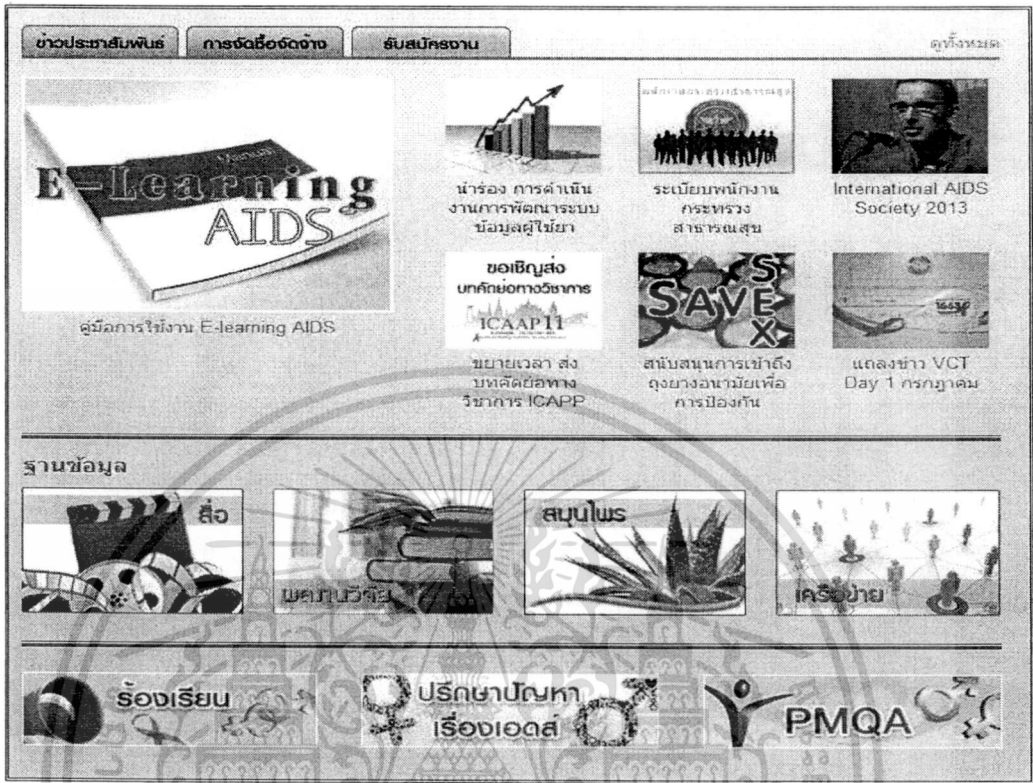 ข่าวประชาสัมพันธ์
การจัดซื้อจัดจ้าง
รับสมัครงาน
ดูทั้งหมด
E-Learning
AIDS
คู่มือการใช้งาน E-learning AIDS
นำร่อง การดำเนิน
งานการพัฒนาระบบ
ข้อมูลผู้ใช้ยา
ระเบียบพนักงาน
กระทรวง
สาธารณสุข
International AIDS
Society 2013
ขอเชิญส่ง
บทคัดย่อทางวิชาการ
ICAAP11
ขยายเวลา ส่ง
บทคัดย่อทาง
วิชาการ ICAPP
SAVE
SEX
สนับสนุนการเข้าถึง
ถุงยางอนามัยเพื่อ
การป้องกัน
1663
แถลงข่าว VCT
Day 1 กรกฎาคม
ฐานข้อมูล
สื่อ
ผลงานวิจัย
สมุนไพร
เครือข่าย
ร้องเรียน
ปรึกษาปัญหา
เรื่องเอดส์
PMQA